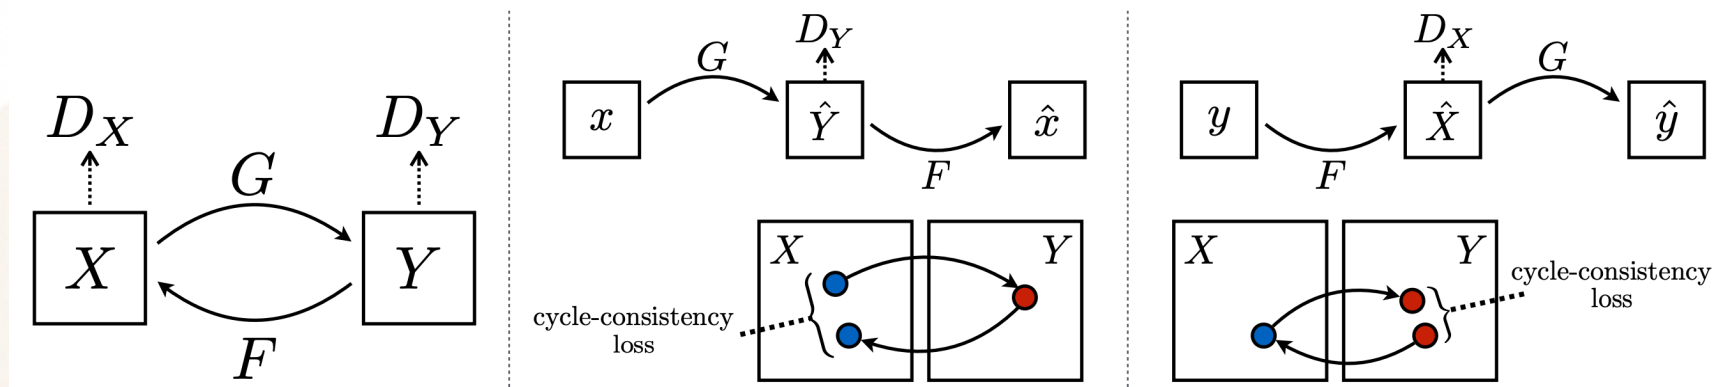 D_X
D_Y
G
X
Y
F
x
G
D_Y
Ŷ
F
x̂
X
Y
cycle-consistency
loss
y
F
D_X
X̂
G
ŷ
X
Y
cycle-consistency
loss